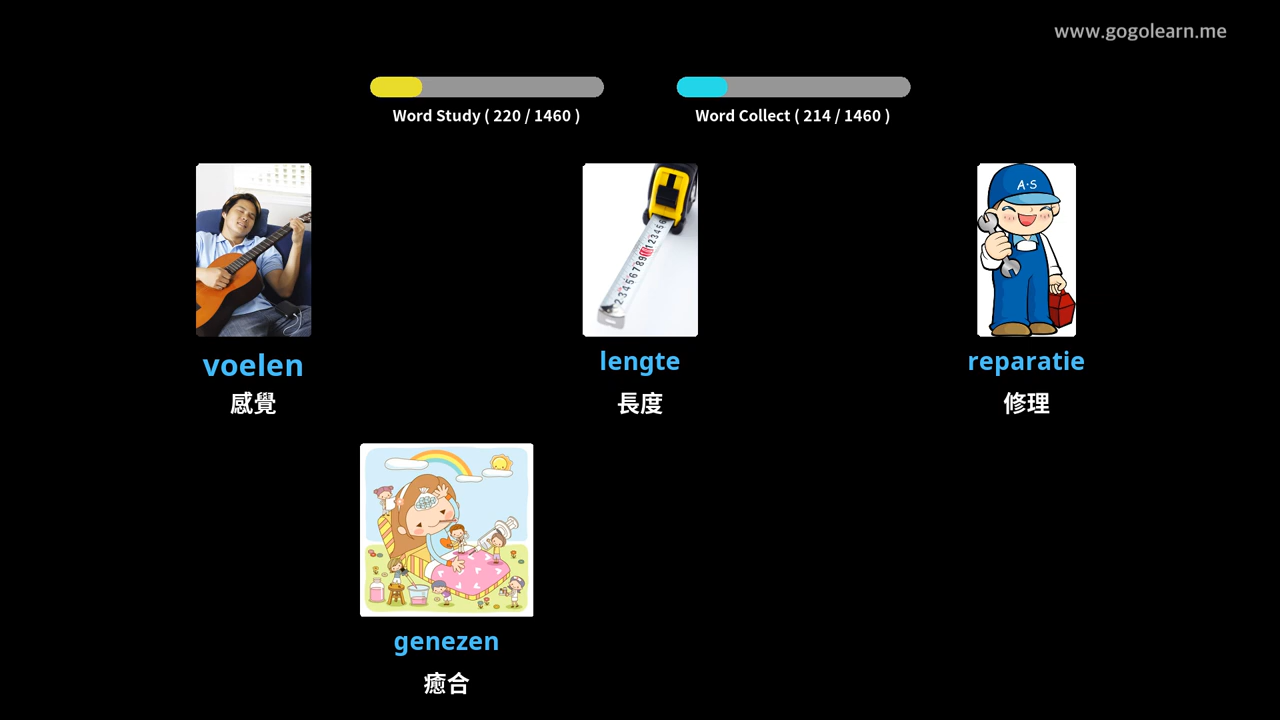 www.gogolearn.me
Word Study ( 220 / 1460 )
Word Collect ( 214 / 1460 )
A·S
voelen
感覺
lengte
長度
reparatie
修理
genezen
癒合